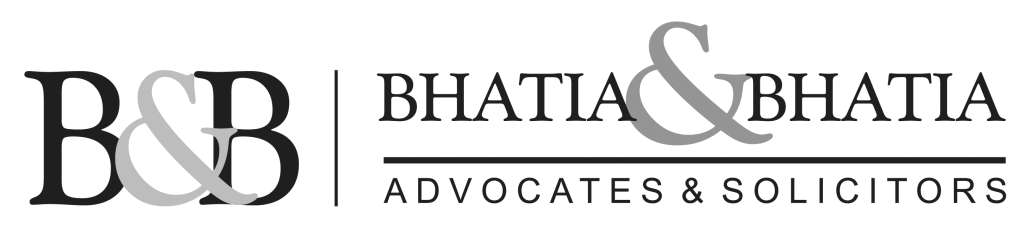 B&B
BHATIA & BHATIA
ADVOCATES & SOLICITORS